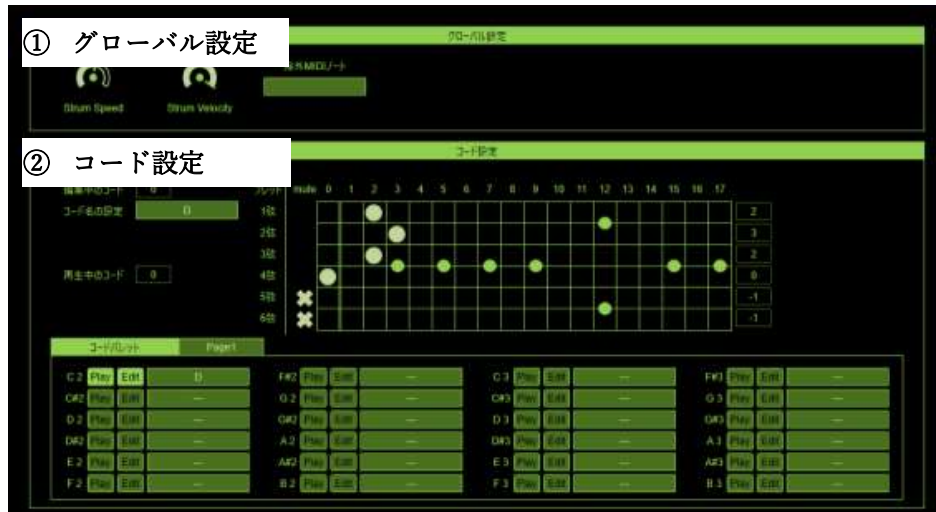 ① グローバル設定
グローバル設定
Strum Speed
Strum Velocity
② コード設定
コード設定
編集中のコード 0
フレット mute 0 1 2 3 4 5 6 7 8 9 10 11 12 13 14 15 16 17
コード名の設定 D
1弦 2
2弦 3
3弦 2
再生中のコード 0
4弦 0
5弦 -1
6弦 -1
コードパレット Page1
C 2 Play Edit D F#2 Play Edit --- C 3 Play Edit --- F#3 Play Edit ---
C#2 Play Edit --- G 2 Play Edit --- C#3 Play Edit --- G 3 Play Edit ---
D 2 Play Edit --- G#2 Play Edit --- D 3 Play Edit --- G#3 Play Edit ---
D#2 Play Edit --- A 2 Play Edit --- D#3 Play Edit --- A 3 Play Edit ---
E 2 Play Edit --- A#2 Play Edit --- E 3 Play Edit --- A#3 Play Edit ---
F 2 Play Edit --- B 2 Play Edit --- F 3 Play Edit --- B 3 Play Edit ---